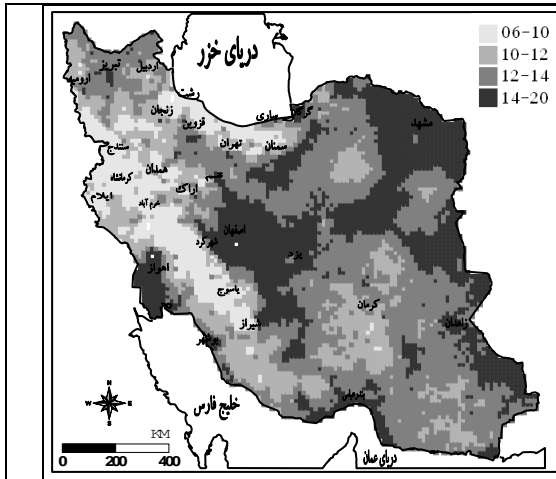 دریای خزر
06-10
10-12
12-14
14-20
تبریز
اردبیل
ارومیه
رشت
زنجان
قزوین
ساری
گرگان
مشهد
تهران
سمنان
سنندج
همدان
کرمانشاه
قم
اراک
ایلام
خرم آباد
اصفهان
شهرکرد
یزد
اهواز
یاسوج
کرمان
شیراز
زاهدان
بوشهر
بندرعباس
خلیج فارس
دریای عمان
N
W E
S
KM
0 200 400